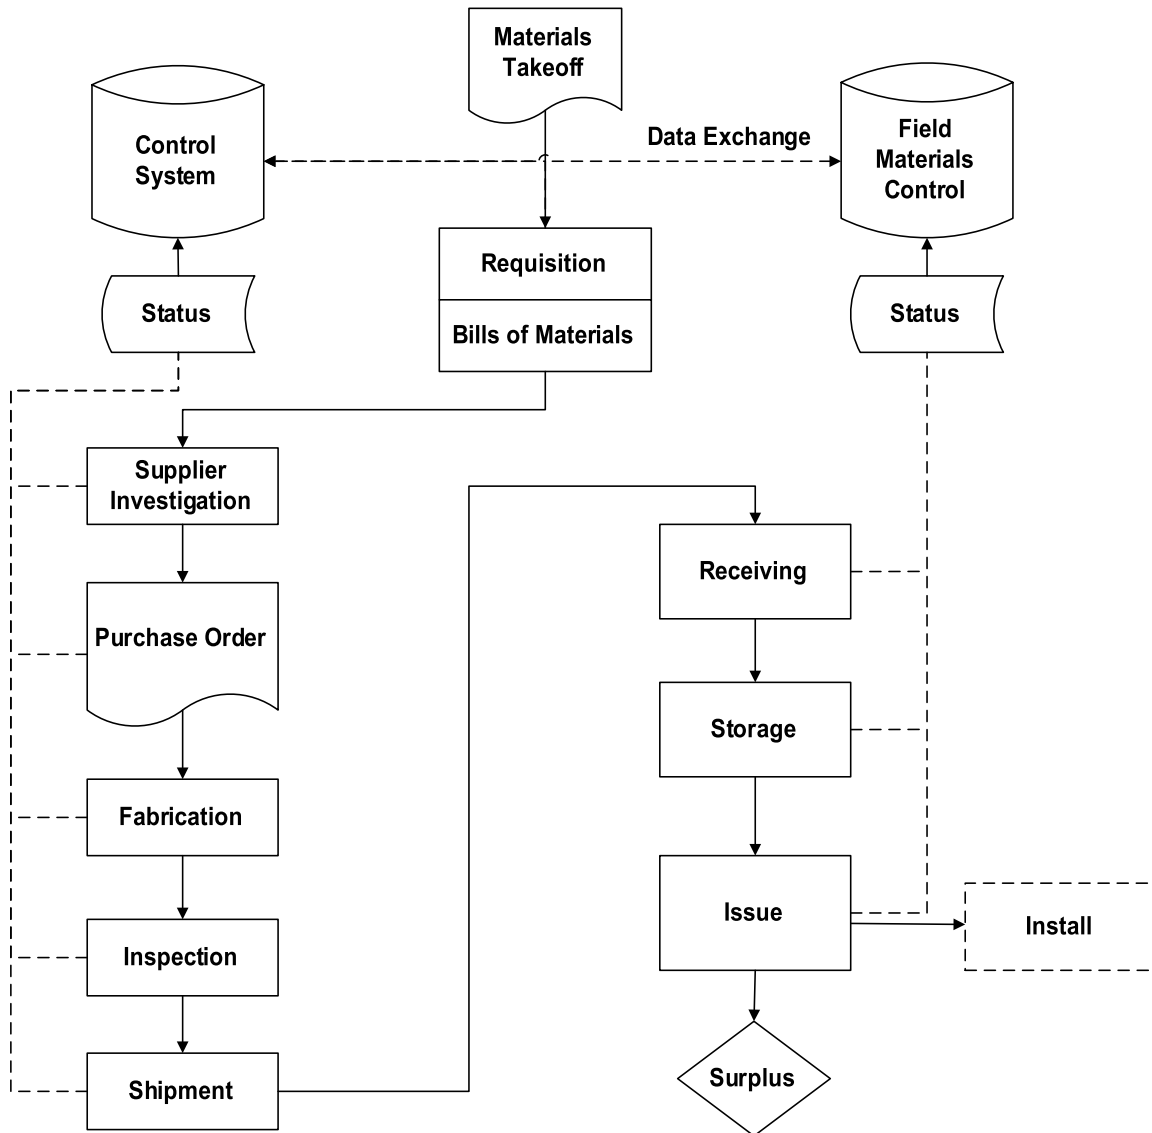 Materials
Takeoff
Control
System
Data Exchange
Field
Materials
Control
Requisition
Bills of Materials
Status
Status
Supplier
Investigation
Purchase Order
Fabrication
Inspection
Shipment
Receiving
Storage
Issue
Install
Surplus